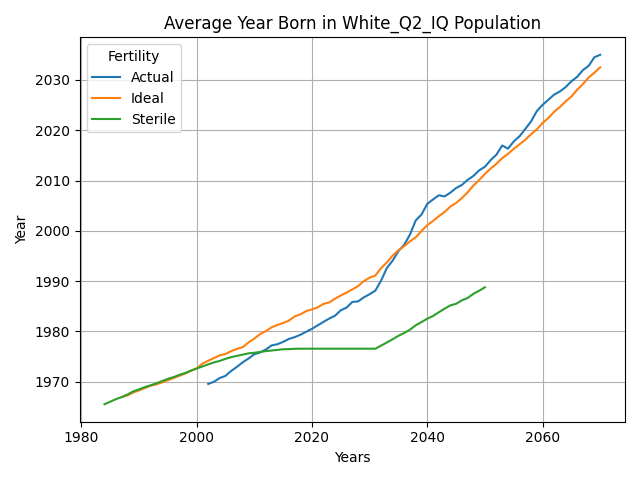 Average Year Born in White_Q2_IQ Population
Fertility
Actual
Ideal
Sterile
2030
2020
2010
2000
1990
1980
1970
Year
1980
2000
2020
2040
2060
Years